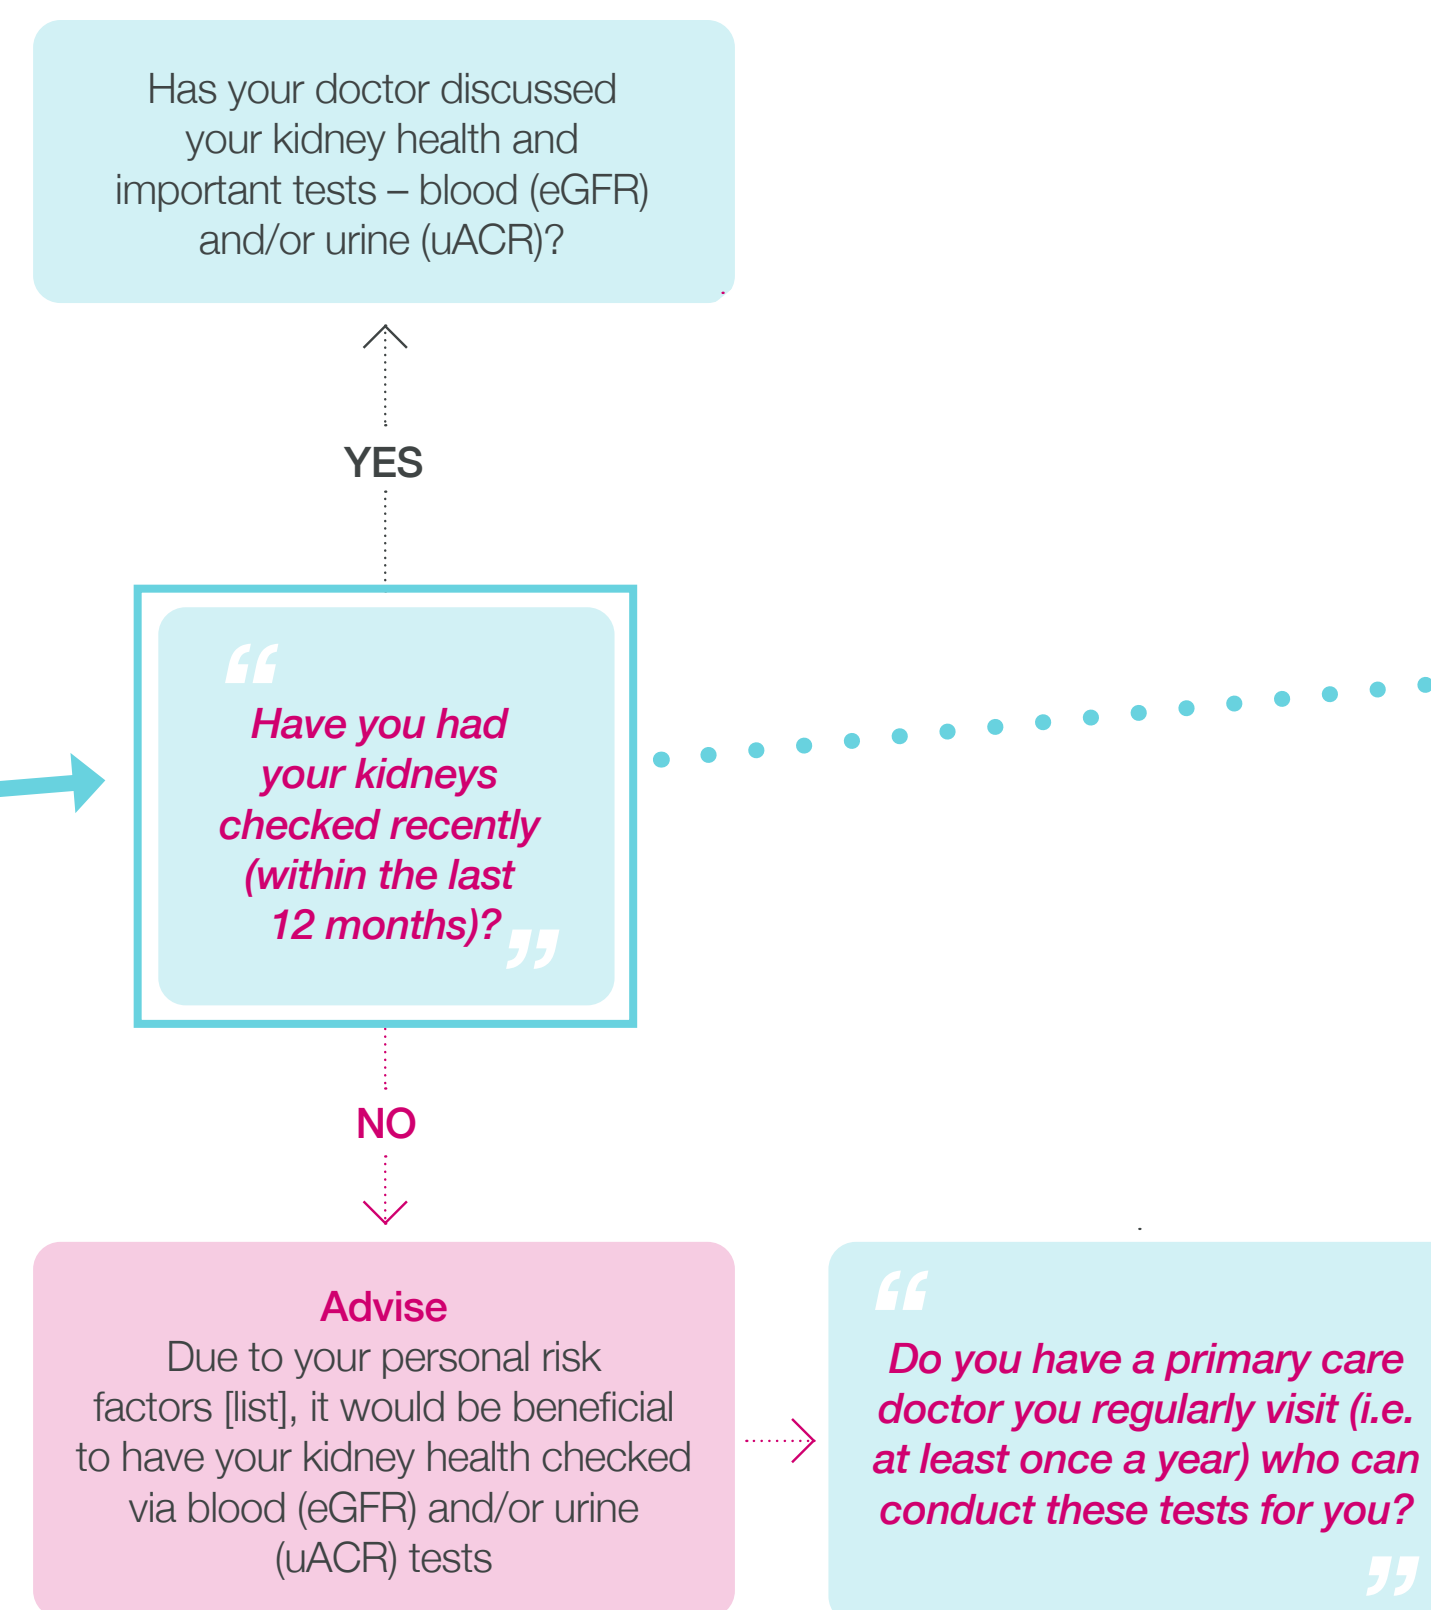 Has your doctor discussed
your kidney health and
important tests – blood (eGFR)
and/or urine (uACR)?
YES
“
Have you had
your kidneys
checked recently
(within the last
12 months)?
”
NO
Advise
Due to your personal risk
factors [list], it would be beneficial
to have your kidney health checked
via blood (eGFR) and/or urine
(uACR) tests
“
Do you have a primary care
doctor you regularly visit (i.e.
at least once a year) who can
conduct these tests for you?
”